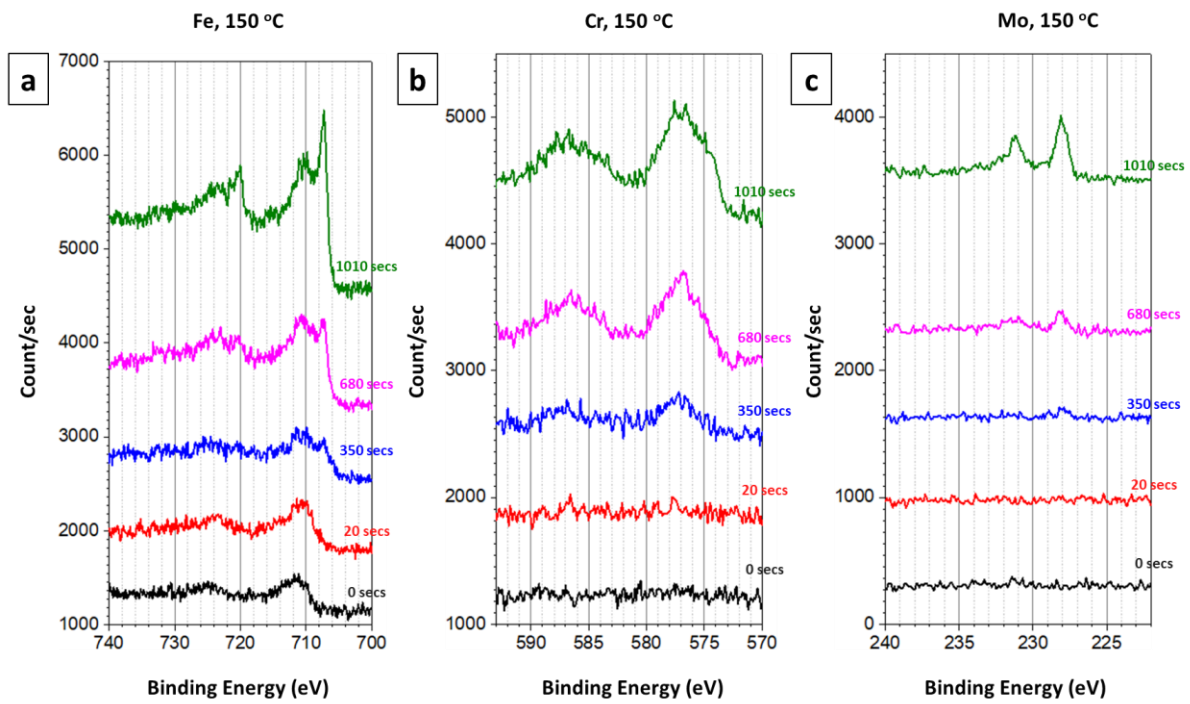 Fe, 150 °C
a
7000
6000
5000
4000
3000
2000
1000
Count/sec
1010 secs
680 secs
350 secs
20 secs
0 secs
740 730 720 710 700
Binding Energy (eV)
Cr, 150 °C
b
5000
4000
3000
2000
1000
Count/sec
1010 secs
680 secs
350 secs
20 secs
0 secs
590 585 580 575 570
Binding Energy (eV)
Mo, 150 °C
c
4000
3000
2000
1000
0
Count/sec
1010 secs
680 secs
350 secs
20 secs
0 secs
240 235 230 225
Binding Energy (eV)